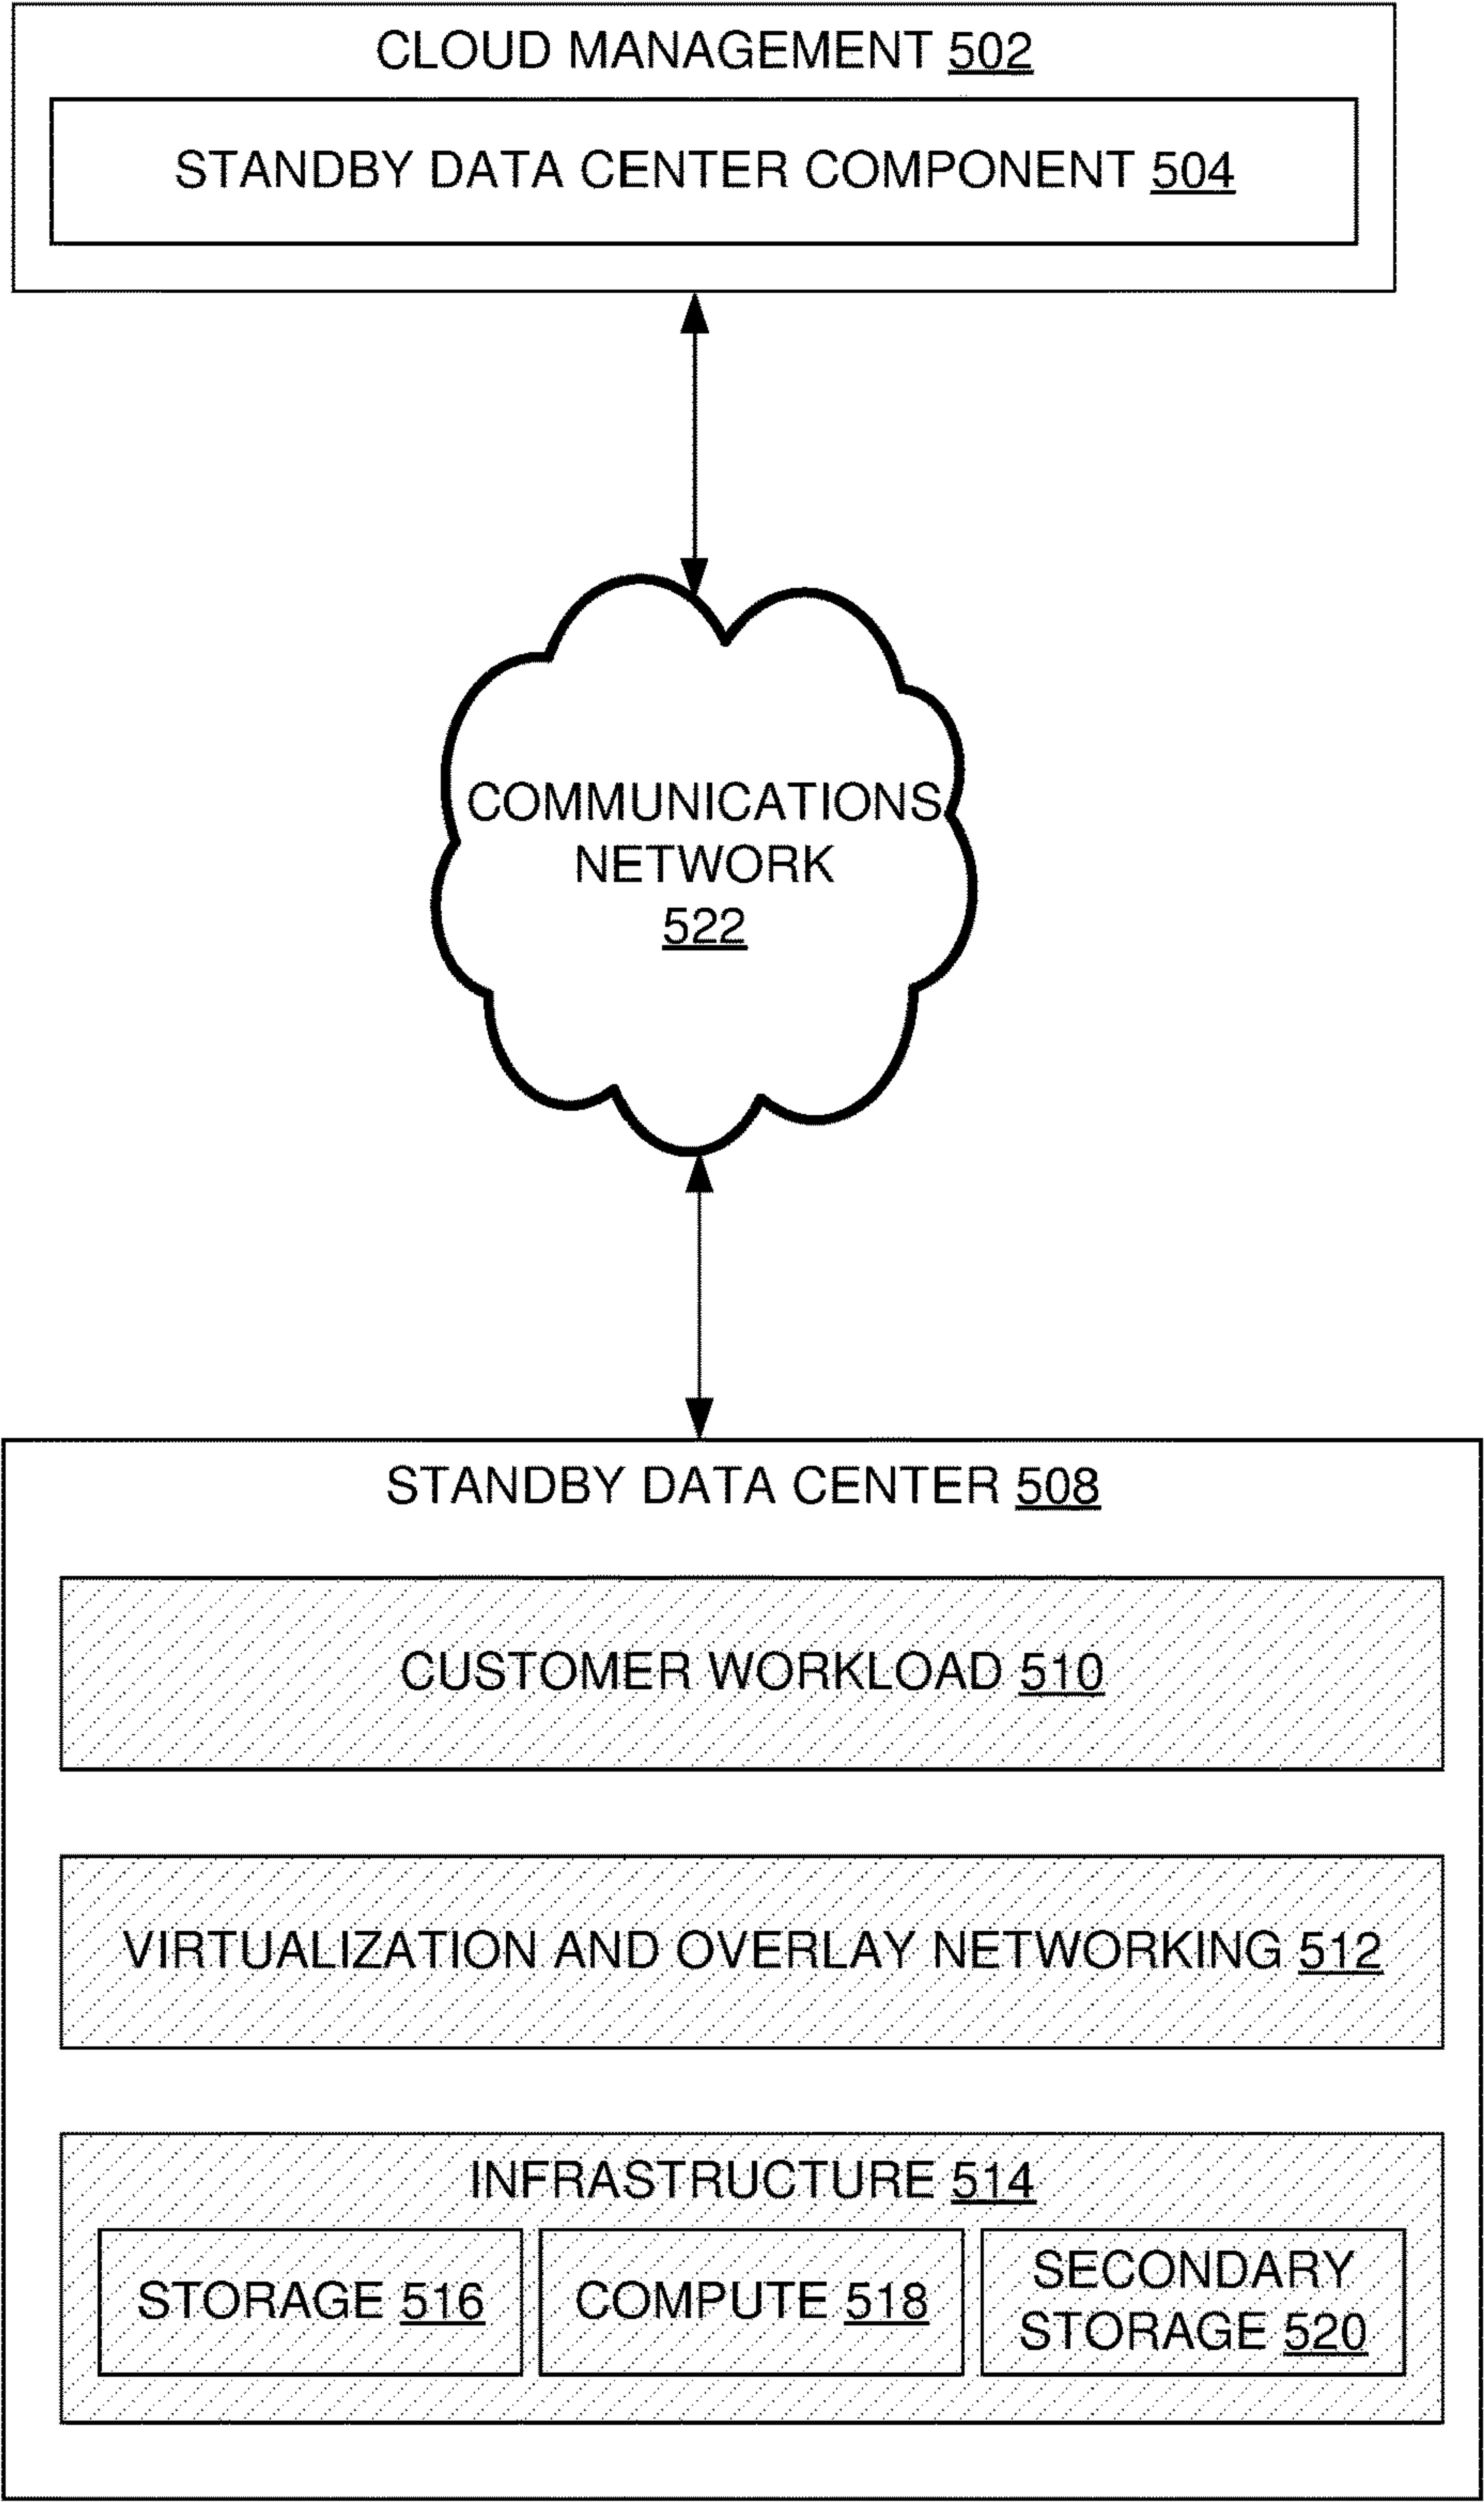 CLOUD MANAGEMENT 502
STANDBY DATA CENTER COMPONENT 504
COMMUNICATIONS
NETWORK
522
STANDBY DATA CENTER 508
CUSTOMER WORKLOAD 510
VIRTUALIZATION AND OVERLAY NETWORKING 512
INFRASTRUCTURE 514
STORAGE 516
COMPUTE 518
SECONDARY
STORAGE 520